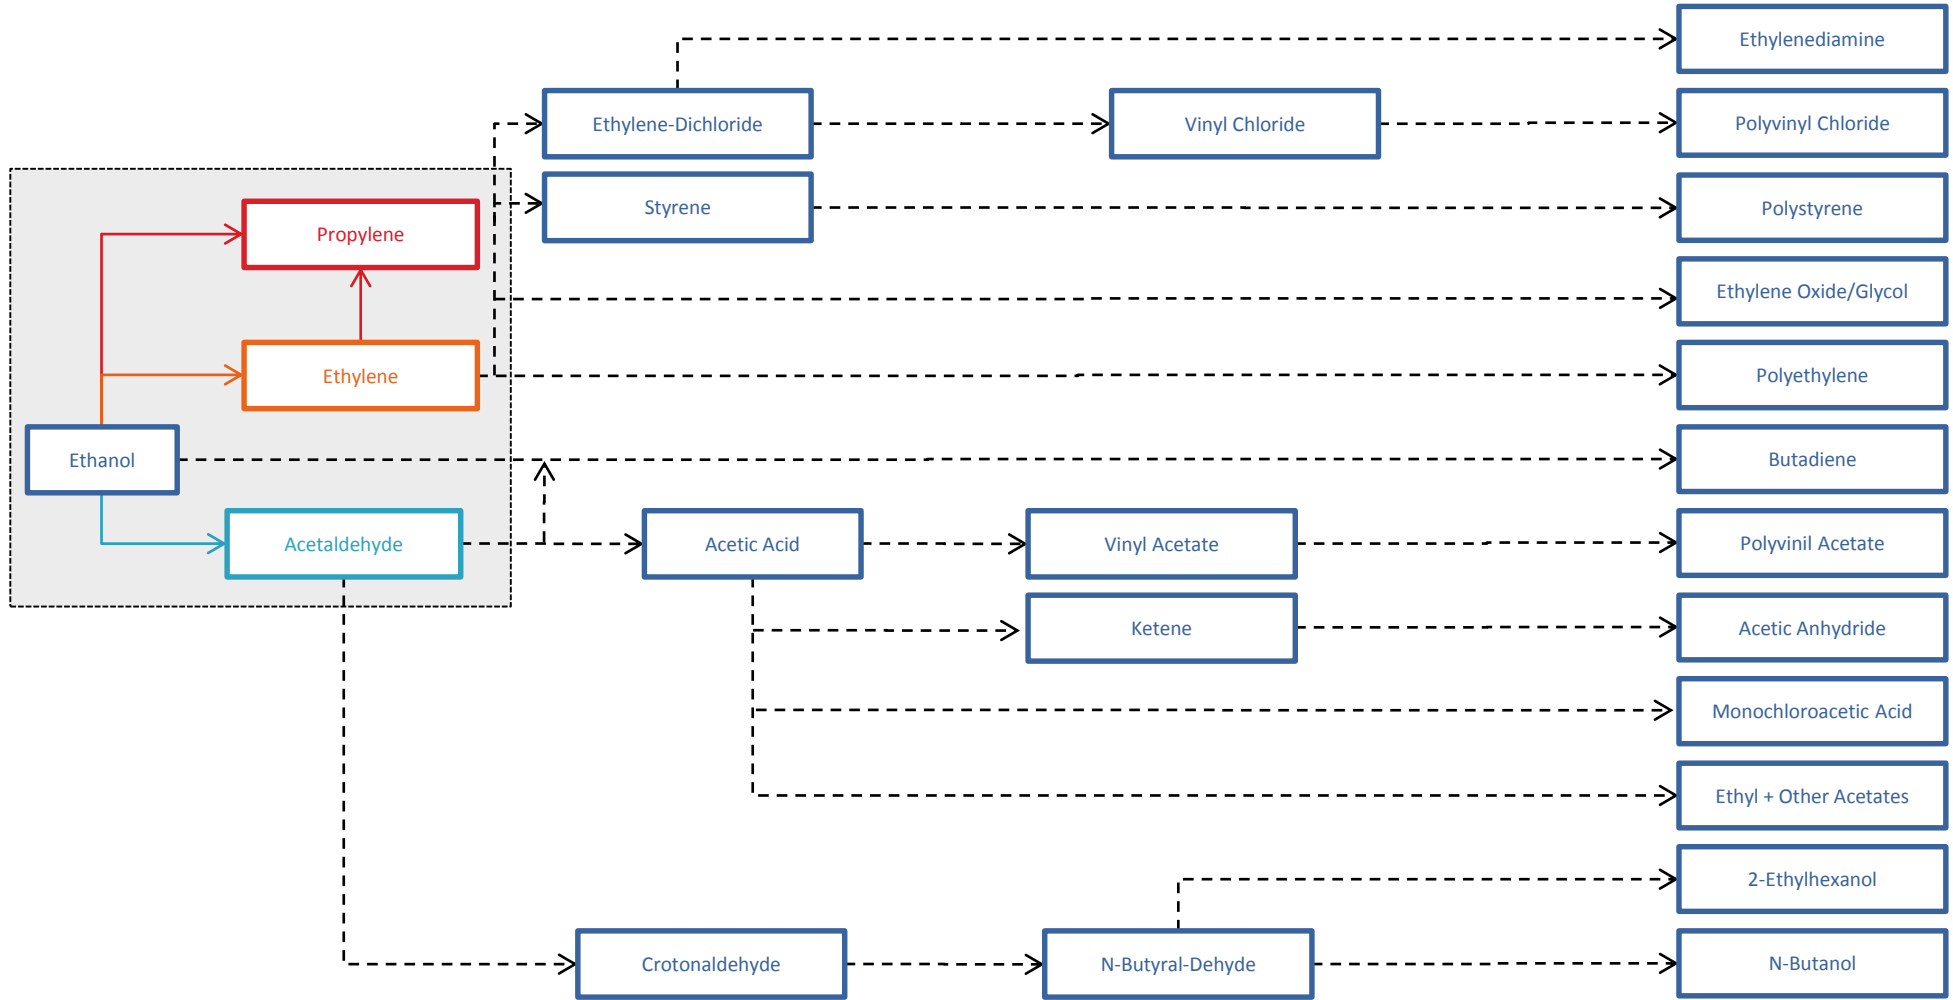 Ethylenediamine
Ethylene-Dichloride
Vinyl Chloride
Polyvinyl Chloride
Styrene
Polystyrene
Propylene
Ethylene Oxide/Glycol
Ethylene
Polyethylene
Ethanol
Butadiene
Acetaldehyde
Acetic Acid
Vinyl Acetate
Polyvinil Acetate
Ketene
Acetic Anhydride
Monochloroacetic Acid
Ethyl + Other Acetates
2-Ethylhexanol
Crotonaldehyde
N-Butyral-Dehyde
N-Butanol